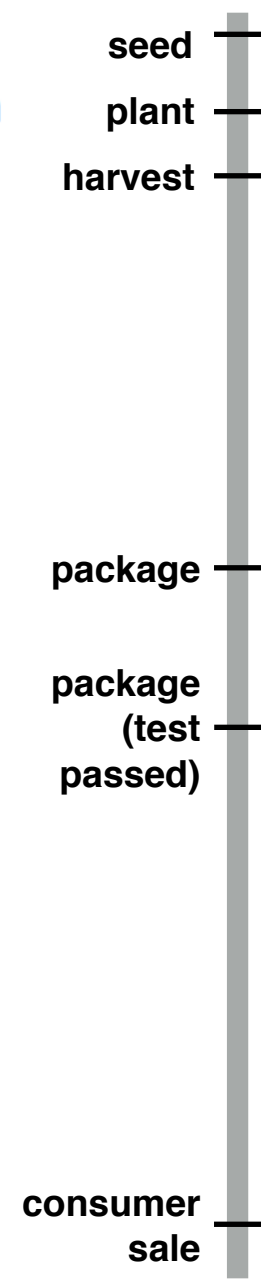 seed
plant
harvest
package
package
(test
passed)
consumer
sale